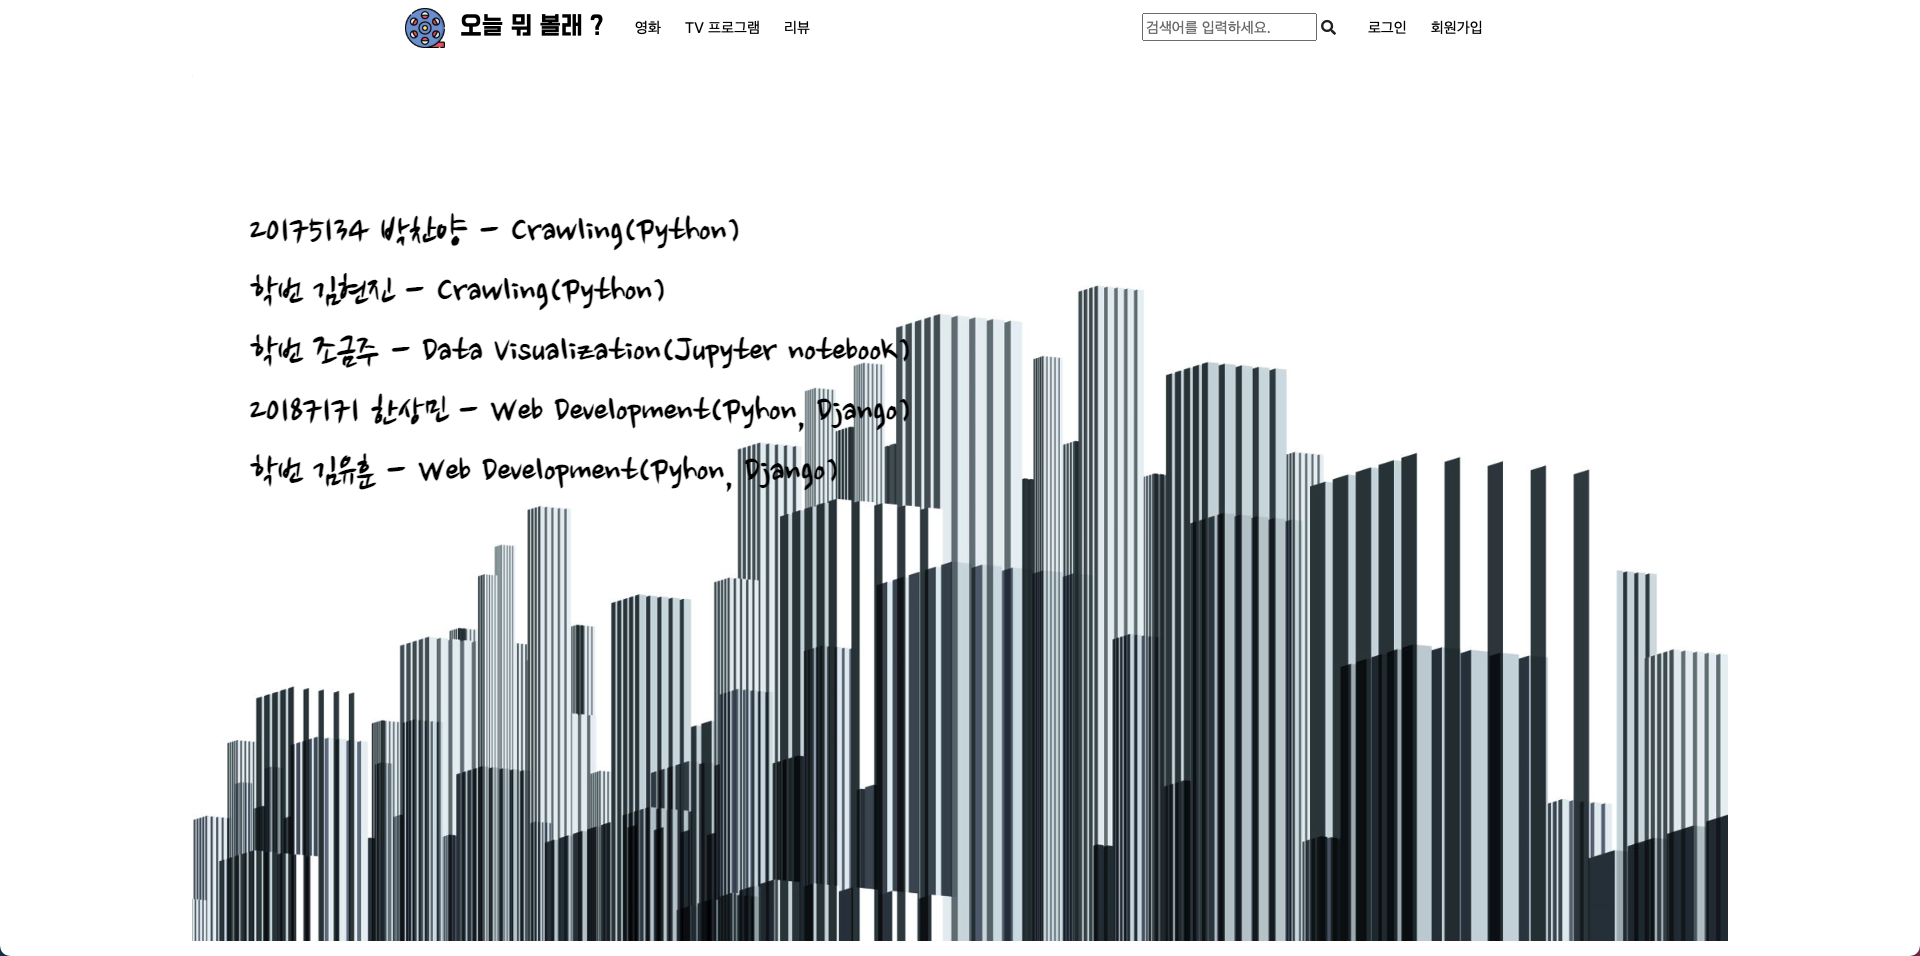 오늘 뭐 볼래 ? 영화 TV 프로그램 리뷰 검색어를 입력하세요. 로그인 회원가입
20175134 박찬양 - Crawling(Python)
학번 김현진 - Crawling(Python)
학번 조금주 - Data Visualization(Jupyter notebook)
20187171 한상민 - Web Development(Pyhon, Django)
학번 김유훈 - Web Development(Pyhon, Django)